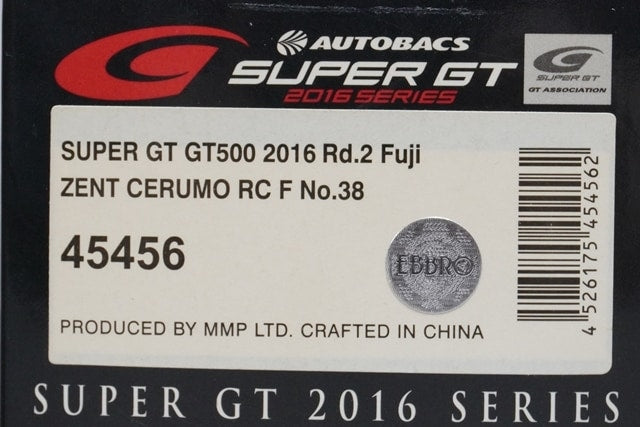 AUTOBACS
SUPER GT
2016 SERIES
SUPER GT
GT ASSOCIATION
SUPER GT GT500 2016 Rd.2 Fuji
ZENT CERUMO RC F No.38
45456
EBBRO
PRODUCED BY MMP LTD. CRAFTED IN CHINA
4 526175 454562
SUPER GT 2016 SERIES